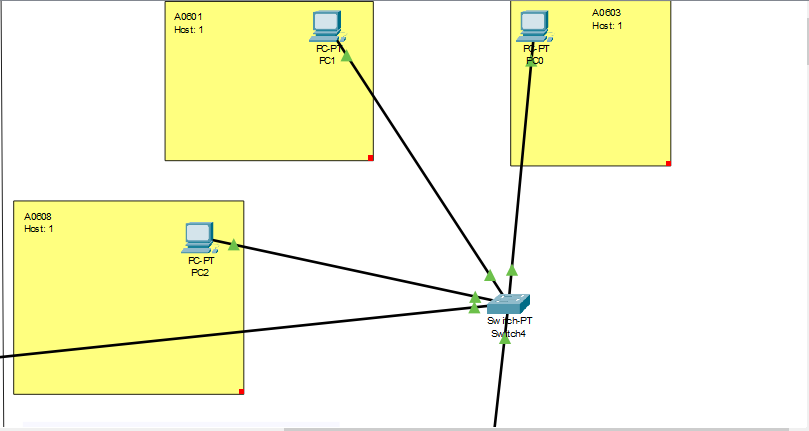 A0601
Host: 1
PC-PT
PC1
A0603
Host: 1
PC-PT
PC0
A0608
Host: 1
PC-PT
PC2
Switch-PT
Switch4